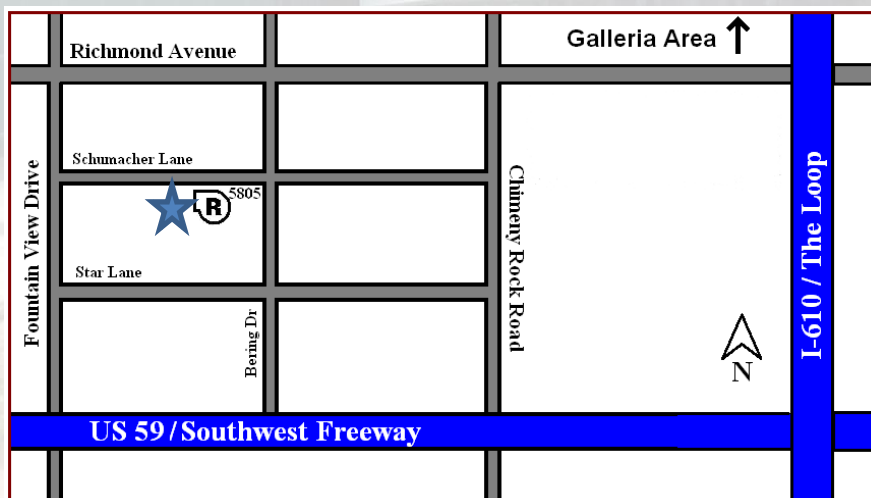 Richmond Avenue
Galleria Area
Schumacher Lane
5805
R
Fountain View Drive
Star Lane
Bering Dr
Chimeny Rock Road
I-610 / The Loop
N
US 59 / Southwest Freeway